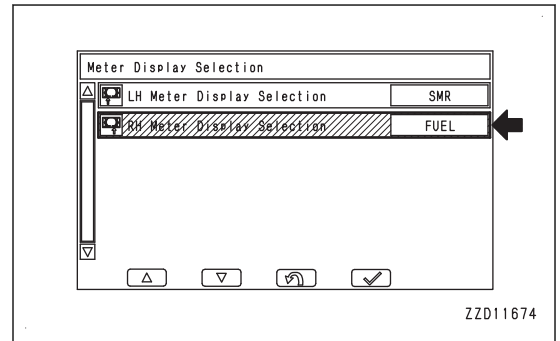 Meter Display Selection
LH Meter Display Selection SMR
RH Meter Display Selection FUEL
ZZD11674